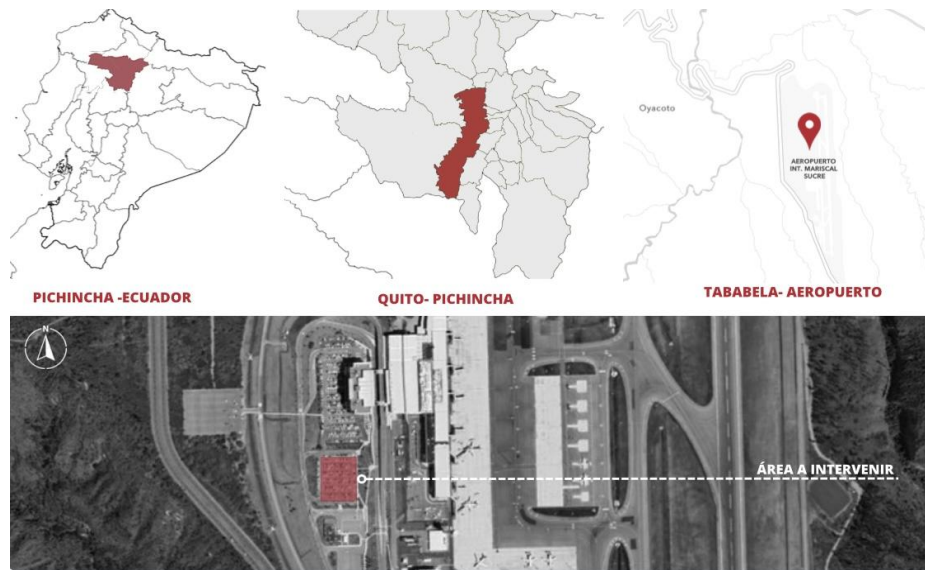 Oyacoto
AEROPUERTO
INT. MARISCAL
SUCRE
PICHINCHA -ECUADOR
QUITO- PICHINCHA
TABABELA- AEROPUERTO
N
ÁREA A INTERVENIR